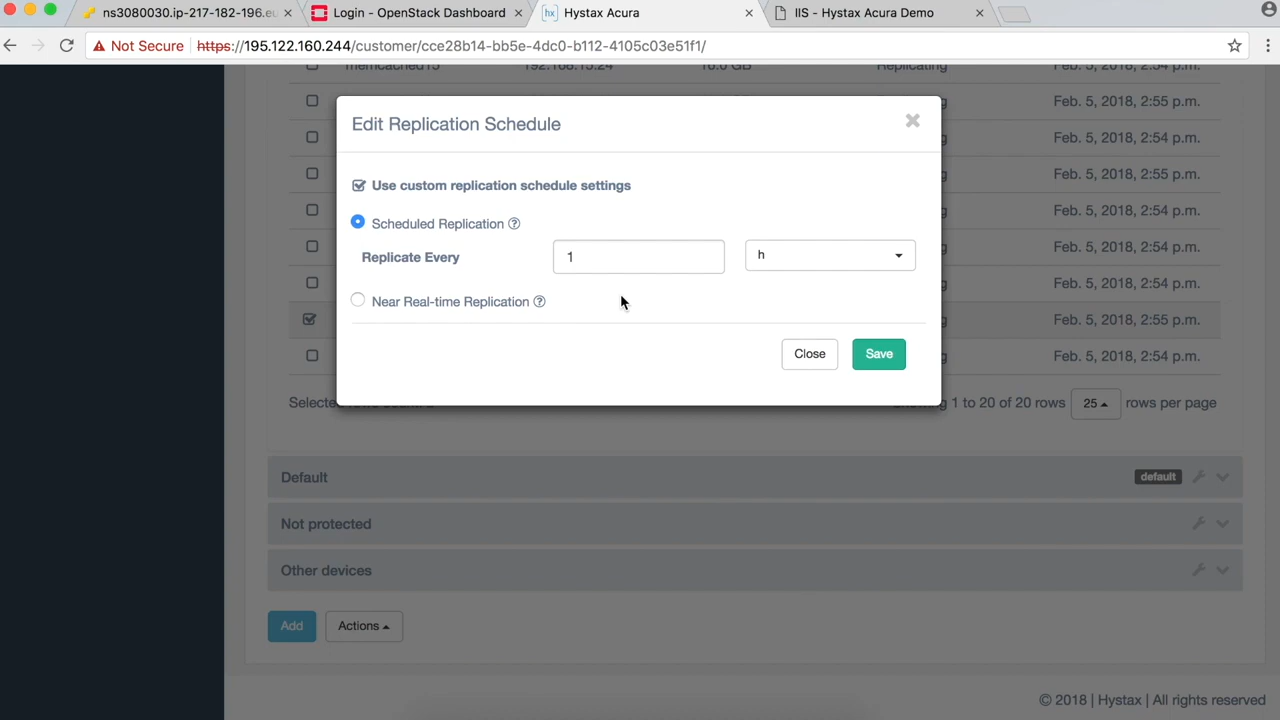 ns3080030.ip-217-182-196.eu
Login - OpenStack Dashboard
Hystax Acura
IIS - Hystax Acura Demo
Not Secure
https://195.122.160.244/customer/cce28b14-bb5e-4dc0-b112-4105c03e51f1/
memcached15 192.168.15.24 16.0 GB Replicating Feb. 5, 2018, 2:54 p.m.
g Feb. 5, 2018, 2:55 p.m.
g Feb. 5, 2018, 2:54 p.m.
g Feb. 5, 2018, 2:55 p.m.
g Feb. 5, 2018, 2:54 p.m.
g Feb. 5, 2018, 2:54 p.m.
g Feb. 5, 2018, 2:54 p.m.
g Feb. 5, 2018, 2:55 p.m.
g Feb. 5, 2018, 2:54 p.m.
Edit Replication Schedule
Use custom replication schedule settings
Scheduled Replication
Replicate Every 1 h
Near Real-time Replication
Close Save
Selected Showing 1 to 20 of 20 rows 25 rows per page
Default default
Not protected
Other devices
Add Actions
© 2018 | Hystax | All rights reserved